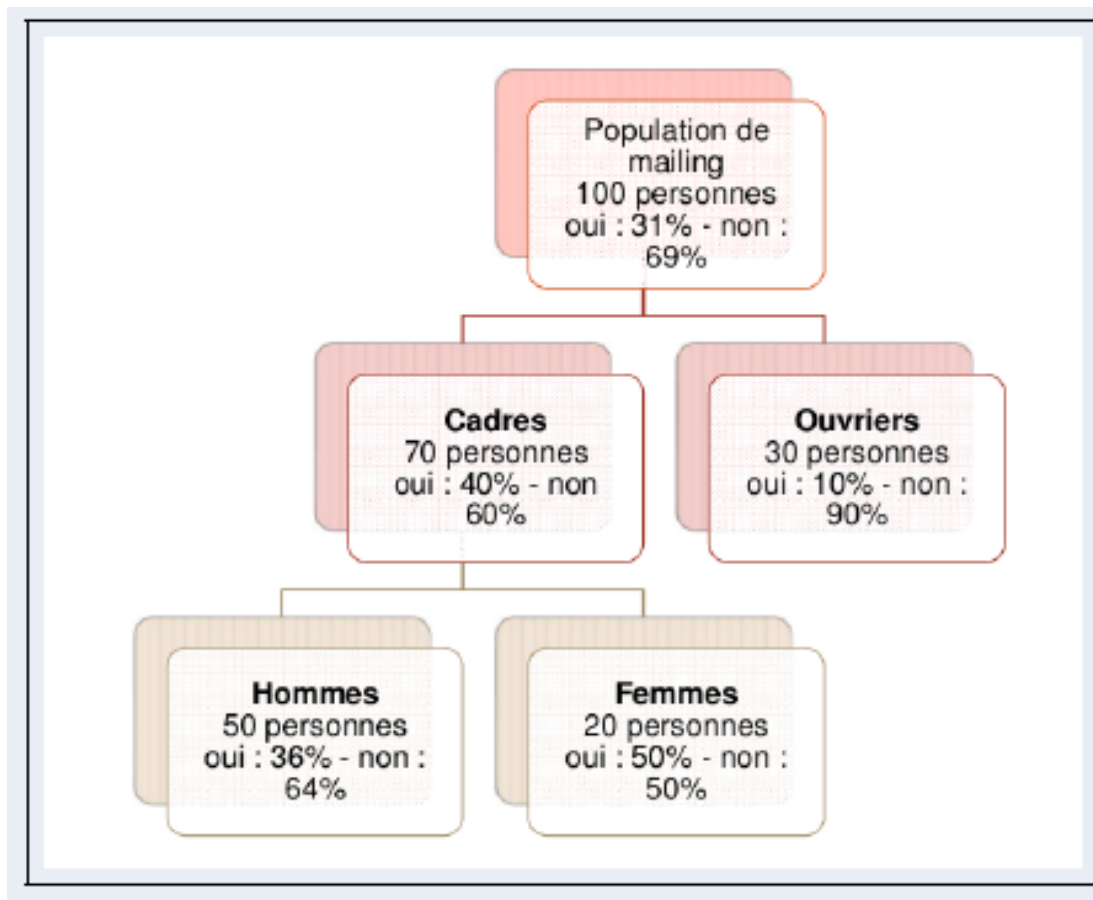 Population de
mailing
100 personnes
oui : 31% - non :
69%
Cadres
70 personnes
oui : 40% - non
60%
Ouvriers
30 personnes
oui : 10% - non :
90%
Hommes
50 personnes
oui : 36% - non :
64%
Femmes
20 personnes
oui : 50% - non :
50%